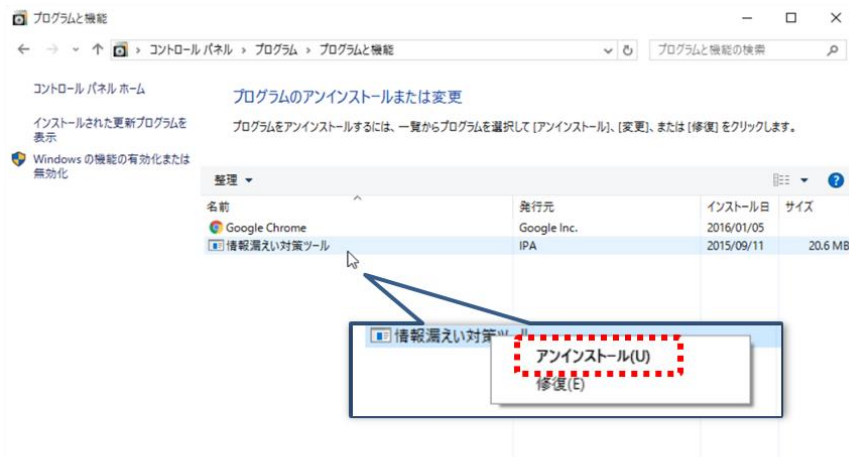 プログラムと機能
コントロール パネル › プログラム › プログラムと機能
プログラムと機能の検索
コントロール パネル ホーム
インストールされた更新プログラムを
表示
Windows の機能の有効化または
無効化
プログラムのアンインストールまたは変更
プログラムをアンインストールするには、一覧からプログラムを選択して [アンインストール]、[変更]、または [修復] をクリックします。
整理
名前 発行元 インストール日 サイズ
Google Chrome Google Inc. 2016/01/05
情報漏えい対策ツール IPA 2015/09/11 20.6 MB
情報漏えい対策ツール
アンインストール(U)
修復(E)